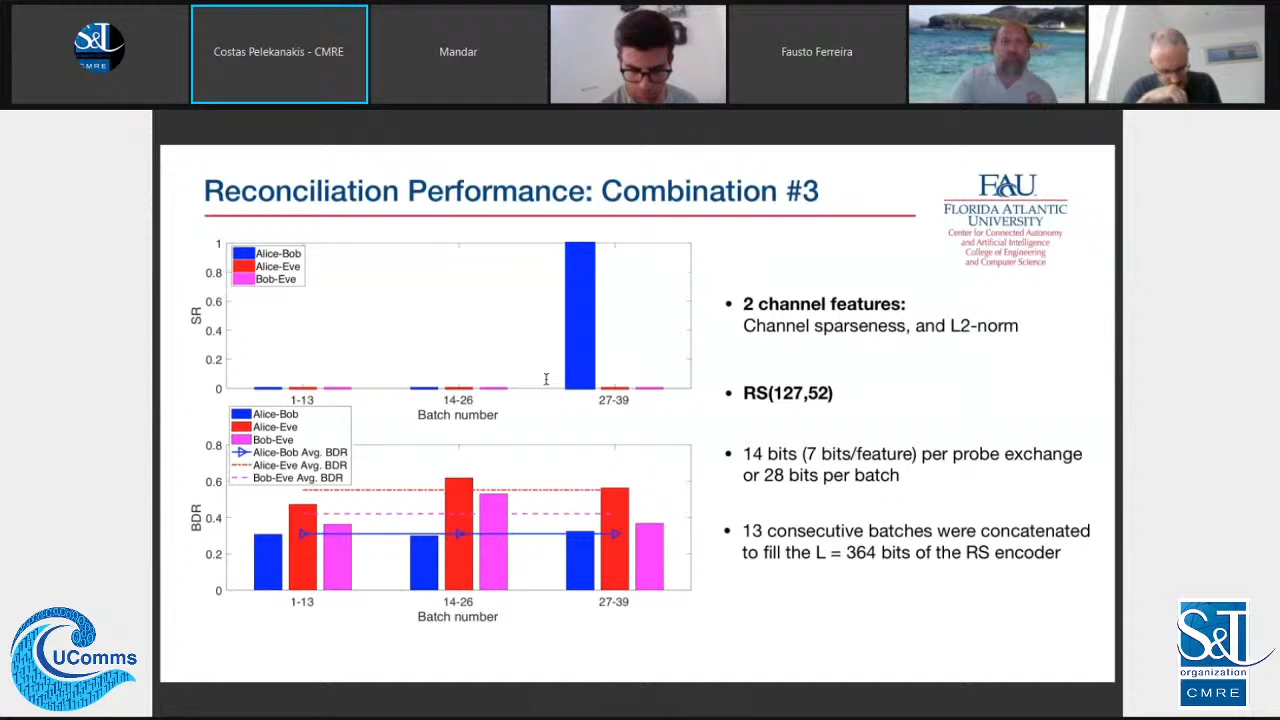 S&T
organization
CMRE
Costas Pelekanakis - CMRE
Mandar
Fausto Ferreira
Reconciliation Performance: Combination #3
FAU
FLORIDA ATLANTIC
UNIVERSITY
Center for Connected Autonomy
and Artificial Intelligence
College of Engineering
and Computer Science
Alice-Bob
Alice-Eve
Bob-Eve
SR
1
0.8
0.6
0.4
0.2
0
1-13
14-26
27-39
Batch number
Alice-Bob
Alice-Eve
Bob-Eve
Alice-Bob Avg. BDR
Alice-Eve Avg. BDR
Bob-Eve Avg. BDR
BDR
0.8
0.6
0.4
0.2
0
1-13
14-26
27-39
Batch number
• 2 channel features:
Channel sparseness, and L2-norm
• RS(127,52)
• 14 bits (7 bits/feature) per probe exchange
or 28 bits per batch
• 13 consecutive batches were concatenated
to fill the L = 364 bits of the RS encoder
UComms
S&T
organization
CMRE